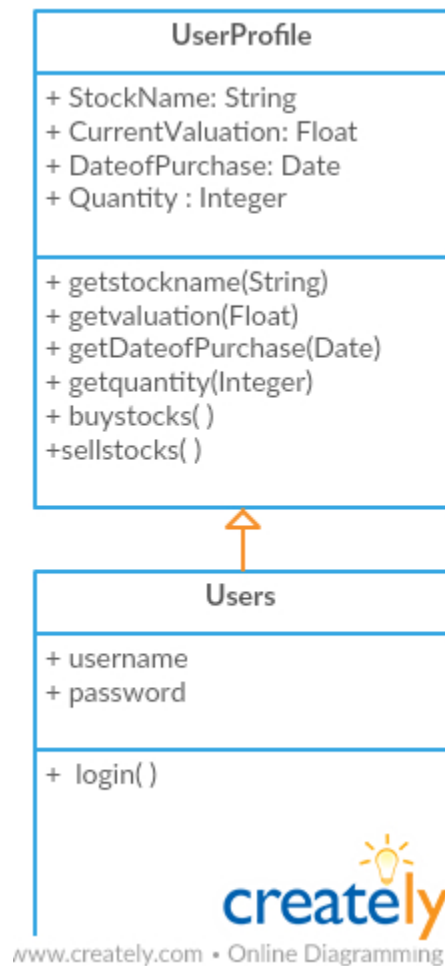 UserProfile
+ StockName: String
+ CurrentValuation: Float
+ DateofPurchase: Date
+ Quantity : Integer
+ getstockname(String)
+ getvaluation(Float)
+ getDateofPurchase(Date)
+ getquantity(Integer)
+ buystocks( )
+sellstocks( )
Users
+ username
+ password
+ login( )
creately
www.creately.com • Online Diagramming